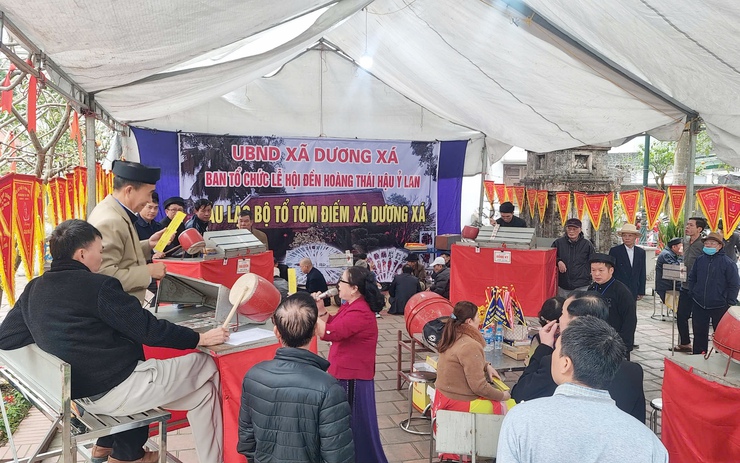 UBND XÃ DƯƠNG XÁ
BAN TỔ CHỨC LỄ HỘI ĐỀN HOÀNG THÁI HẬU Ỷ LAN
LẠC BỘ TỔ TÔM ĐIẾM XÃ DƯƠNG XÁ